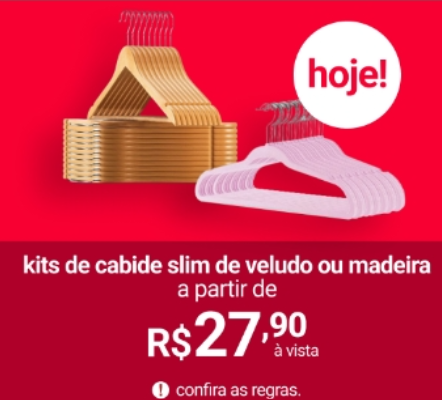 hoje!
kits de cabide slim de veludo ou madeira
a partir de
R$27,90
à vista
! confira as regras.